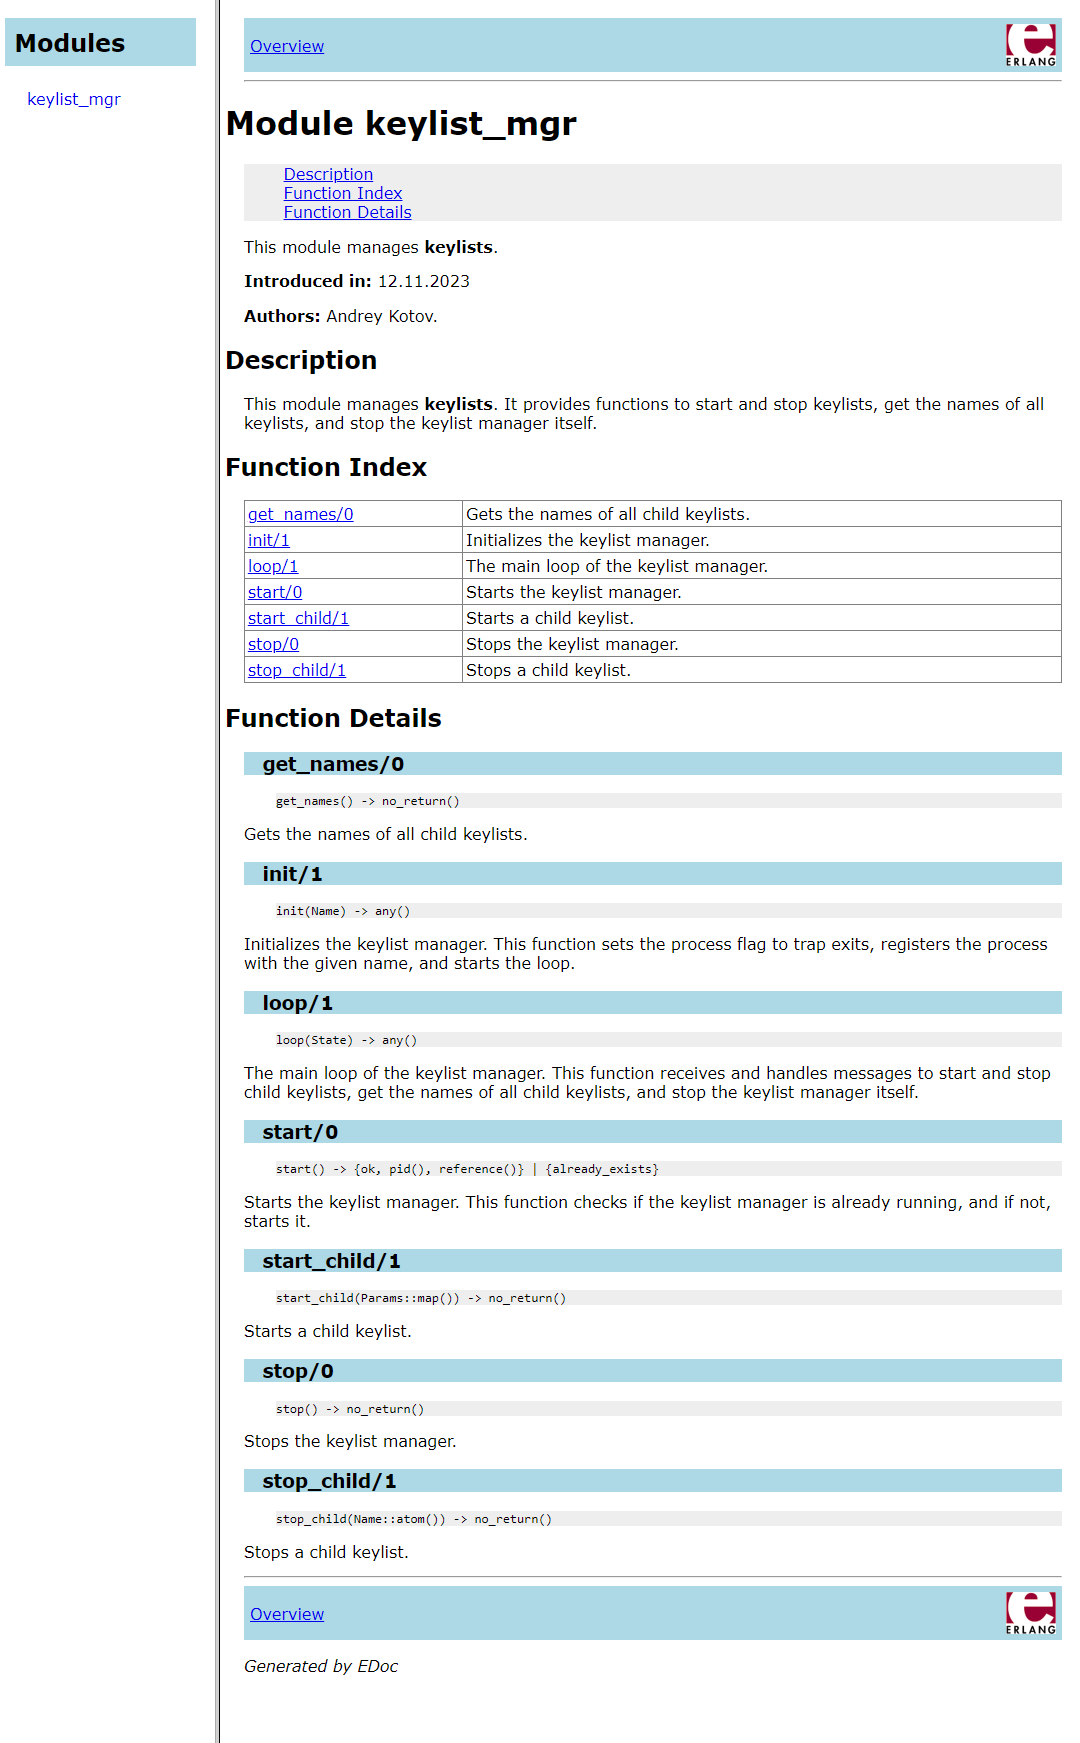 Modules
keylist_mgr
Overview
ERLANG
Module keylist_mgr
Description
Function Index
Function Details
This module manages keylists.
Introduced in: 12.11.2023
Authors: Andrey Kotov.
Description
This module manages keylists. It provides functions to start and stop keylists, get the names of all
keylists, and stop the keylist manager itself.
Function Index
get_names/0 Gets the names of all child keylists.
init/1 Initializes the keylist manager.
loop/1 The main loop of the keylist manager.
start/0 Starts the keylist manager.
start_child/1 Starts a child keylist.
stop/0 Stops the keylist manager.
stop_child/1 Stops a child keylist.
Function Details
get_names/0
get_names() -> no_return()
Gets the names of all child keylists.
init/1
init(Name) -> any()
Initializes the keylist manager. This function sets the process flag to trap exits, registers the process
with the given name, and starts the loop.
loop/1
loop(State) -> any()
The main loop of the keylist manager. This function receives and handles messages to start and stop
child keylists, get the names of all child keylists, and stop the keylist manager itself.
start/0
start() -> {ok, pid(), reference()} | {already_exists}
Starts the keylist manager. This function checks if the keylist manager is already running, and if not,
starts it.
start_child/1
start_child(Params::map()) -> no_return()
Starts a child keylist.
stop/0
stop() -> no_return()
Stops the keylist manager.
stop_child/1
stop_child(Name::atom()) -> no_return()
Stops a child keylist.
Overview
ERLANG
Generated by EDoc